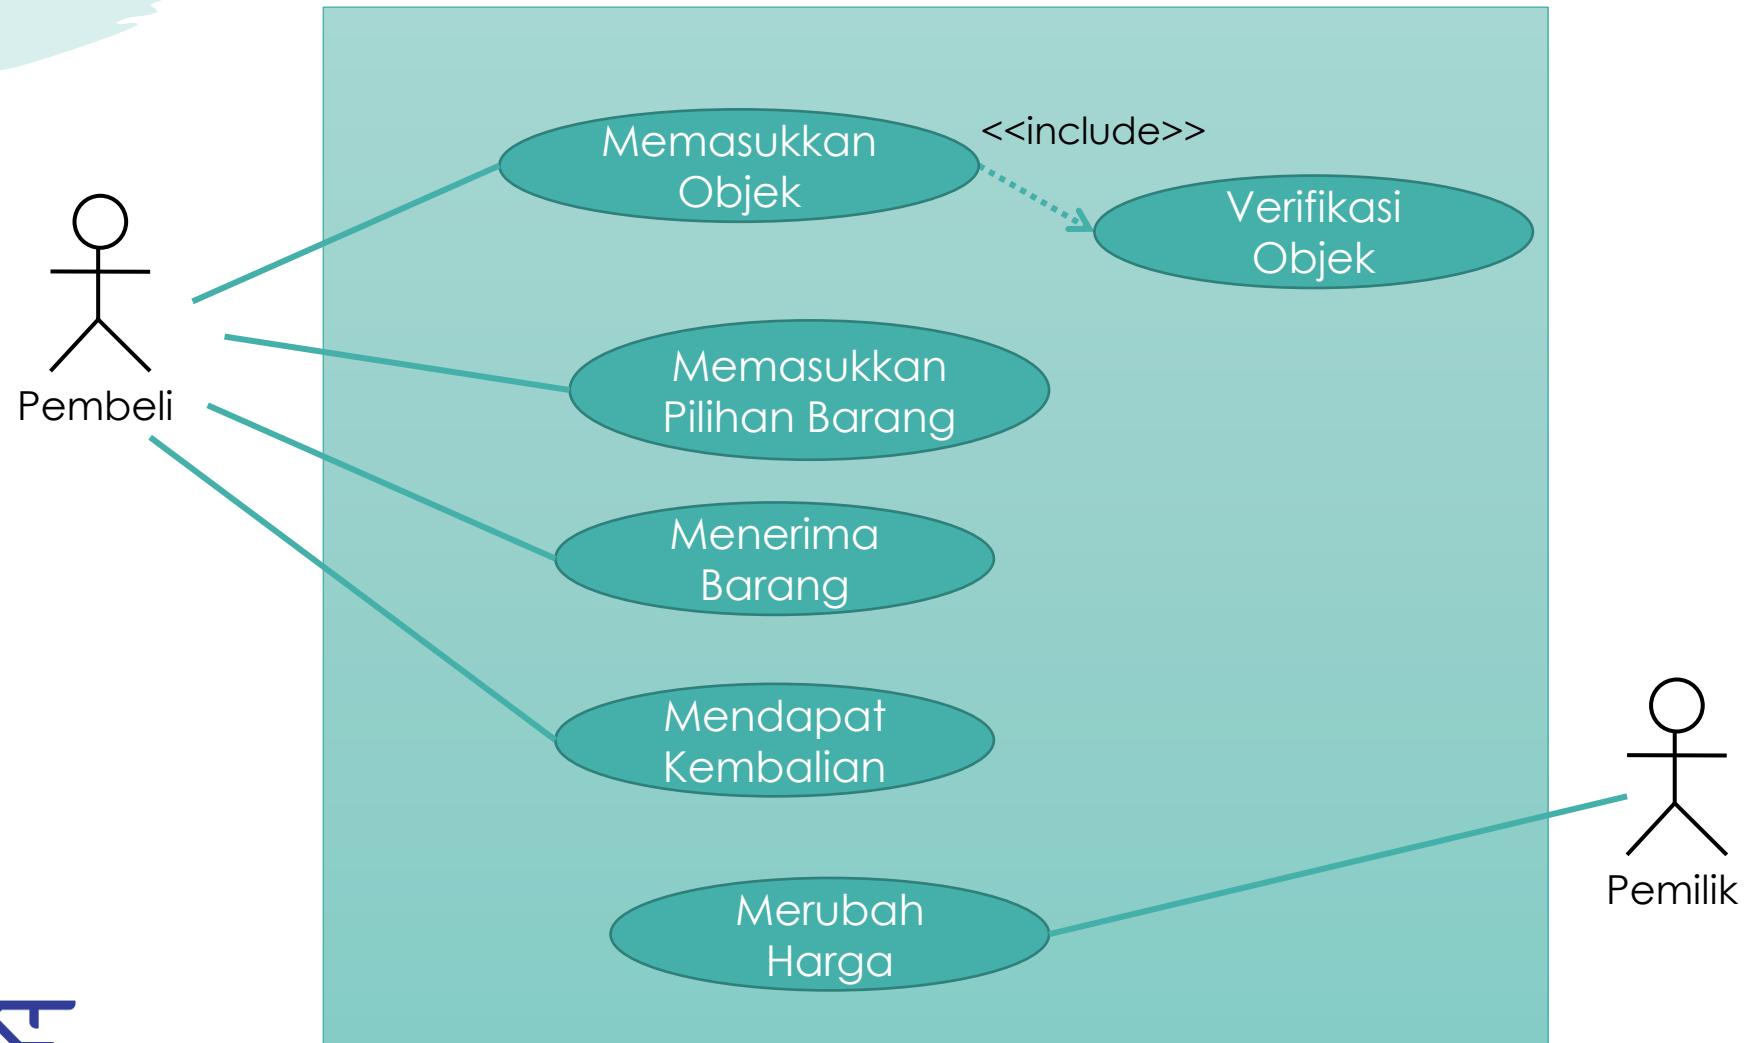 Memasukkan
Objek
<<include>>
Verifikasi
Objek
Pembeli
Memasukkan
Pilihan Barang
Menerima
Barang
Mendapat
Kembalian
Merubah
Harga
Pemilik